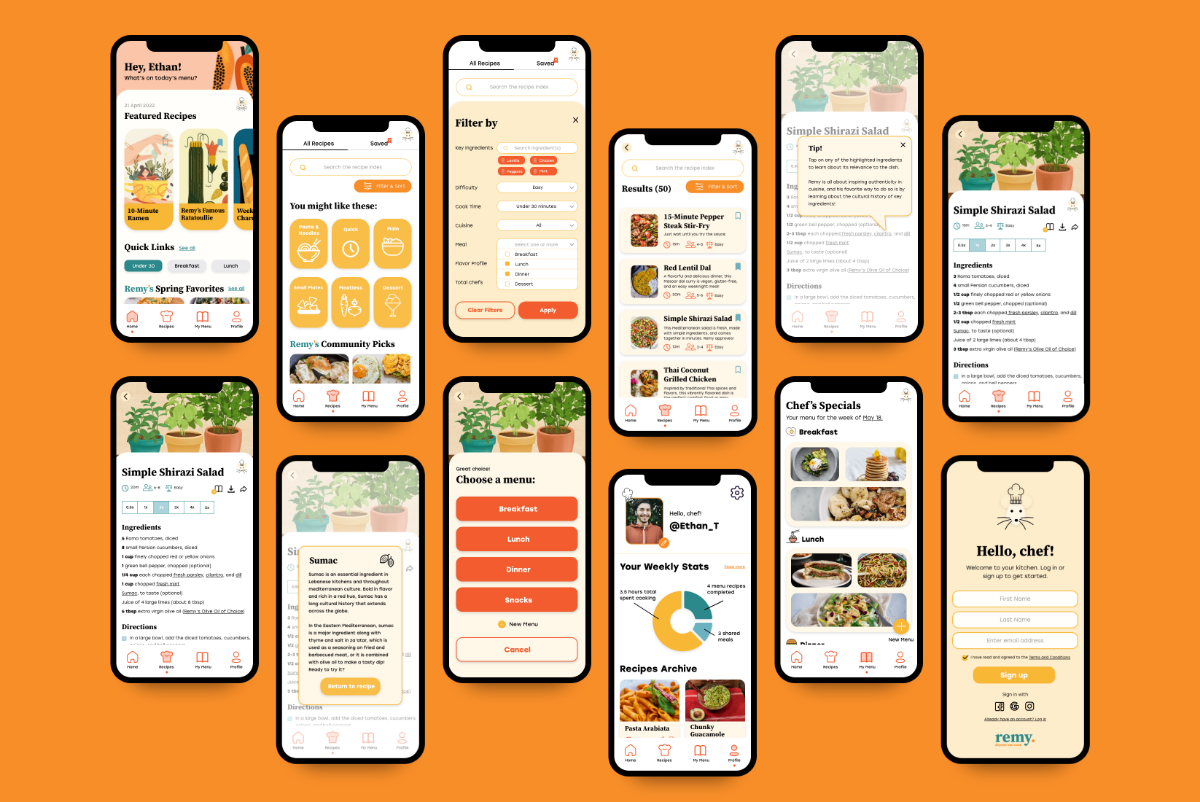 Hey, Ethan!
What's on today's menu?
21 April 2022
Featured Recipes
10-Minute
Ramen
Remy's Famous
Ratatouille
Quick Links
See all
Under 30
Breakfast
Lunch
Remy's Spring Favorites
See all
Home
Recipes
My Menu
Profile
All Recipes
Saved
Search the recipe index
Filter & Sort
You might like these:
Pasta &
Noodles
Quick
Main
Small Plates
Meatless
Dessert
Remy's Community Picks
Home
Recipes
My Menu
Profile
All Recipes
Saved
Search the recipe index
Filter by
Key Ingredients
Search ingredient(s)
Lentils
Chicken
Peppers
Mint
Difficulty
Easy
Cook Time
Under 30 minutes
Cuisine
All
Meal
Select one or more
Breakfast
Flavor Profile
Lunch
Dinner
Total chefs
Dessert
Clear Filters
Apply
Search the recipe index
Results (50)
Filter & Sort
15-Minute Pepper
Steak Stir-Fry
Just wait until you try the sauce.
10m
4-6
Easy
Red Lentil Dal
A flavorful and delicious dinner, this
masoor dal curry is vegan, gluten-free,
and an easy weeknight meal!
30m
3-4
Easy
Simple Shirazi Salad
This Mediterranean salad is fresh, made
with simple ingredients, and comes
together in minutes. Remy approves!
10m
3-4
Easy
Thai Coconut
Grilled Chicken
Inspired by traditional Thai spices and
flavors, this vibrantly flavored dish is
Home
Recipes
My Menu
Profile
Simple Shirazi Salad
Tip!
Tap on any of the highlighted ingredients
to learn about its relevance to the dish.
Remy is all about inspiring authenticity in
cuisine, and his favorite way to do so is by
learning about the cultural history of key
ingredients!
1/2 green bell pepper, chopped (optional)
2-3 tbsp each chopped fresh parsley, cilantro, and dill
1/2 cup chopped fresh mint
Sumac, to taste (optional)
Juice of 2 large limes (about 4 tbsp)
3 tbsp extra virgin olive oil (Remy's Olive Oil of Choice)
Directions
In a large bowl, add the diced tomatoes,
Home
Recipes
My Menu
Profile
Simple Shirazi Salad
20m
3-4
Easy
0.5x
1x
2x
3x
4x
5x
Ingredients
3 Roma tomatoes, diced
4 small Persian cucumbers, diced
1/2 cup finely chopped red or yellow onions
1/2 green bell pepper, chopped (optional)
2-3 tbsp each chopped fresh parsley, cilantro, and dill
1/2 cup chopped fresh mint
Sumac, to taste (optional)
Juice of 2 large limes (about 4 tbsp)
3 tbsp extra virgin olive oil (Remy's Olive Oil of Choice)
Directions
In a large bowl, add the diced tomatoes, cucumbers,
onions, and bell peppers.
Home
Recipes
My Menu
Profile
Simple Shirazi Salad
20m
6-8
Easy
0.5x
1x
2x
3x
4x
5x
Ingredients
6 Roma tomatoes, diced
8 small Persian cucumbers, diced
1 cup finely chopped red or yellow onions
1 green bell pepper, chopped (optional)
1/4 cup each chopped fresh parsley, cilantro, and dill
1 cup chopped fresh mint
Sumac, to taste (optional)
Juice of 4 large limes (about 8 tbsp)
6 tbsp extra virgin olive oil (Remy's Olive Oil of Choice)
Directions
In a large bowl, add the diced tomatoes, cucumbers,
Home
Recipes
My Menu
Profile
Sumac
Sumac is an essential ingredient in
Lebanese kitchens and throughout
mediterranean culture. Bold in flavor
and rich in a red hue, Sumac has a
long cultural history that extends
across the globe.
In the Eastern Mediterranean, sumac
is a major ingredient along with
thyme and salt in za'atar, which is
used as a seasoning on fried and
barbecued meat, or it is combined
with olive oil to make a tasty dip!
Ready to try it?
Return to recipe
Directions
In a large bowl, add the diced tomatoes, cucumbers,
Home
Recipes
My Menu
Profile
Great choice!
Choose a menu:
Breakfast
Lunch
Dinner
Snacks
New Menu
Cancel
Hello, chef!
@Ethan_T
Your Weekly Stats
3.6 hours total
spent cooking
4 menu recipes
completed
3 shared
meals
Recipes Archive
Pasta Arabiata
Chunky
Guacamole
Home
Recipes
My Menu
Profile
Chef's Specials
Your menu for the week of May 18.
Breakfast
Lunch
Dinner
New Menu
Home
Recipes
My Menu
Profile
Hello, chef!
Welcome to your kitchen. Log in or
sign up to get started.
First Name
Last Name
Enter email address
I have read and agreed to the Terms and Conditions
Sign up
Sign in with
Already have an account? Log in
remy.